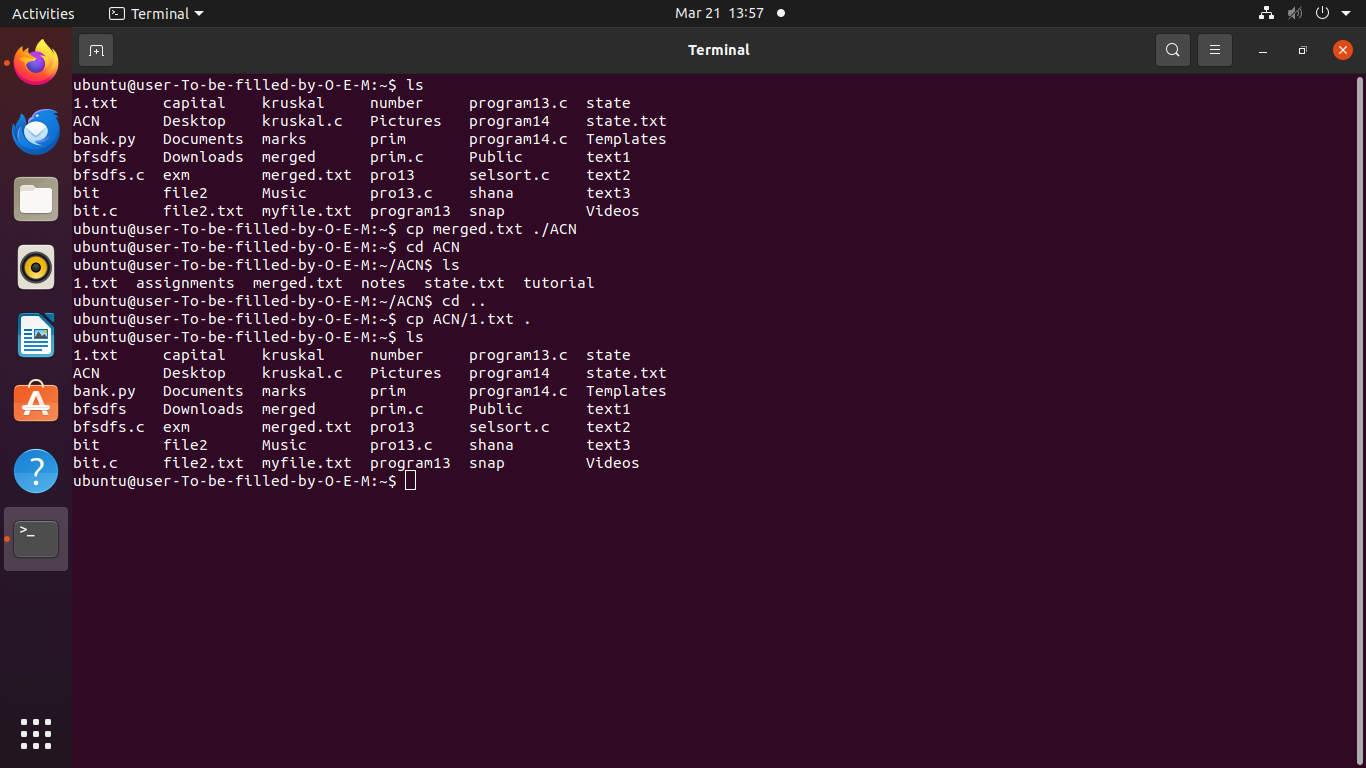 Activities Terminal Mar 21 13:57
Terminal
ubuntu@user-To-be-filled-by-O-E-M:~$ ls
1.txt capital kruskal number program13.c state
ACN Desktop kruskal.c Pictures program14 state.txt
bank.py Documents marks prim program14.c Templates
bfsdfs Downloads merged prim.c Public text1
bfsdfs.c exm merged.txt pro13 selsort.c text2
bit file2 Music pro13.c shana text3
bit.c file2.txt myfile.txt program13 snap Videos
ubuntu@user-To-be-filled-by-O-E-M:~$ cp merged.txt ./ACN
ubuntu@user-To-be-filled-by-O-E-M:~$ cd ACN
ubuntu@user-To-be-filled-by-O-E-M:~/ACN$ ls
1.txt assignments merged.txt notes state.txt tutorial
ubuntu@user-To-be-filled-by-O-E-M:~/ACN$ cd ..
ubuntu@user-To-be-filled-by-O-E-M:~$ cp ACN/1.txt .
ubuntu@user-To-be-filled-by-O-E-M:~$ ls
1.txt capital kruskal number program13.c state
ACN Desktop kruskal.c Pictures program14 state.txt
bank.py Documents marks prim program14.c Templates
bfsdfs Downloads merged prim.c Public text1
bfsdfs.c exm merged.txt pro13 selsort.c text2
bit file2 Music pro13.c shana text3
bit.c file2.txt myfile.txt program13 snap Videos
ubuntu@user-To-be-filled-by-O-E-M:~$